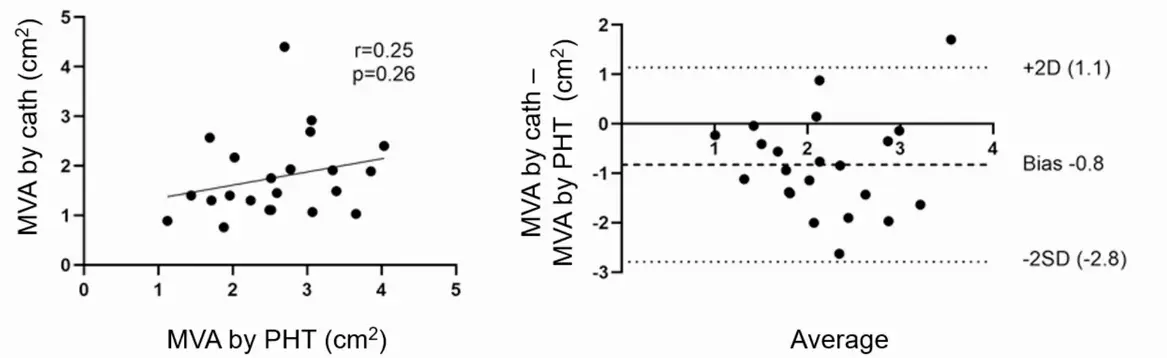 MVA by cath (cm2)
5
4
3
2
1
0
0
1
2
3
4
5
r=0.25
p=0.26
MVA by PHT (cm2)
MVA by cath –
MVA by PHT (cm2)
2
1
0
-1
-2
-3
1
2
3
4
+2D (1.1)
Bias -0.8
-2SD (-2.8)
Average